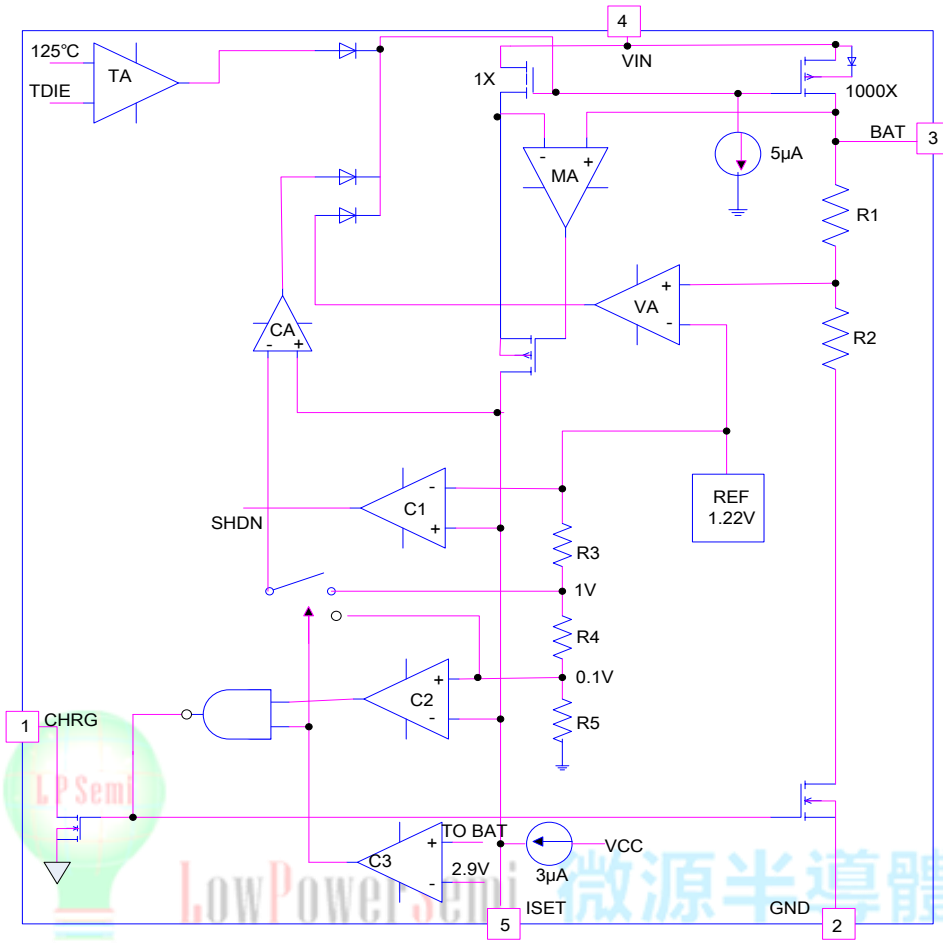 4
125℃
TA
VIN
TDIE
1X
1000X
BAT
3
5µA
- +
MA
R1
+
VA
-
R2
CA
- +
REF
1.22V
-
C1
+
SHDN
R3
1V
R4
0.1V
+
C2
-
R5
1
CHRG
LP Semi
TO BAT
+
C3
VCC
2.9V
-
3µA
LowPowerSemi 微源半導體
ISET
GND
5
2